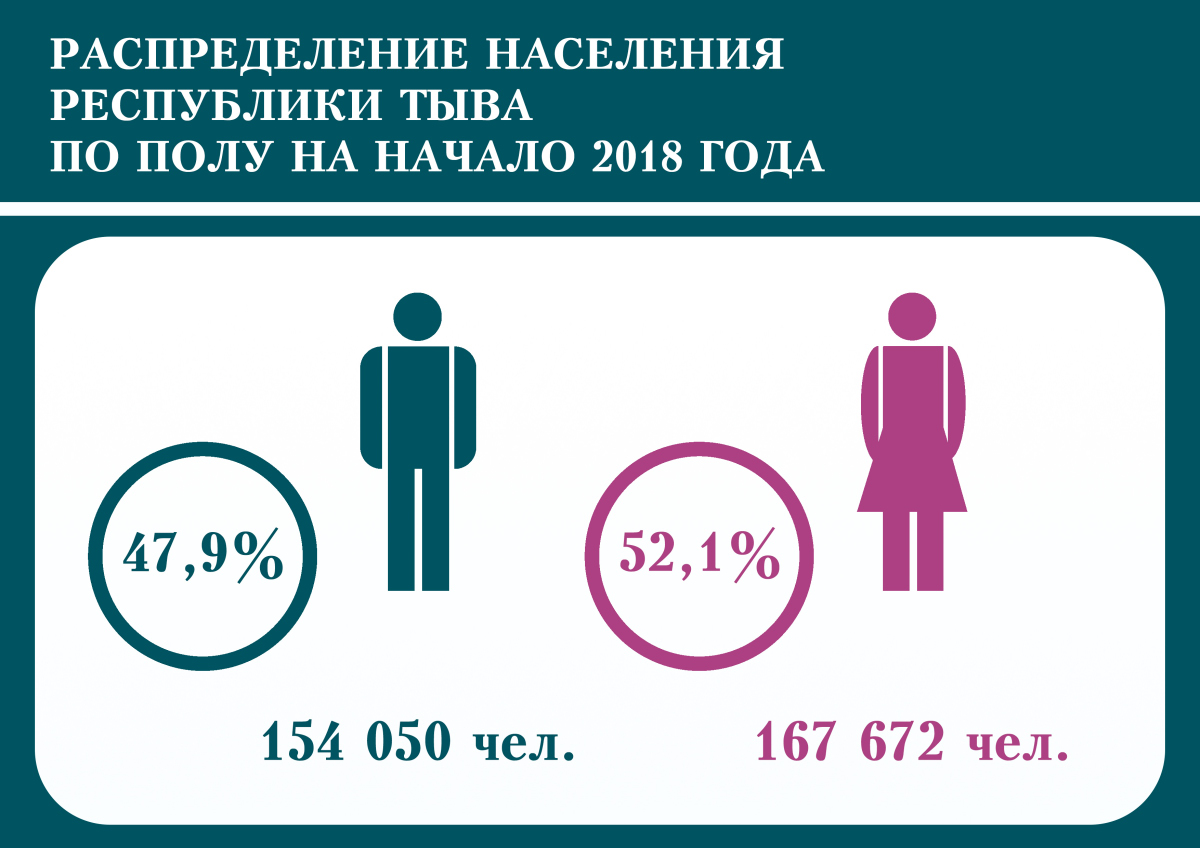 РАСПРЕДЕЛЕНИЕ НАСЕЛЕНИЯ
РЕСПУБЛИКИ ТЫВА
ПО ПОЛУ НА НАЧАЛО 2018 ГОДА
47,9%
52,1%
154 050 чел.
167 672 чел.